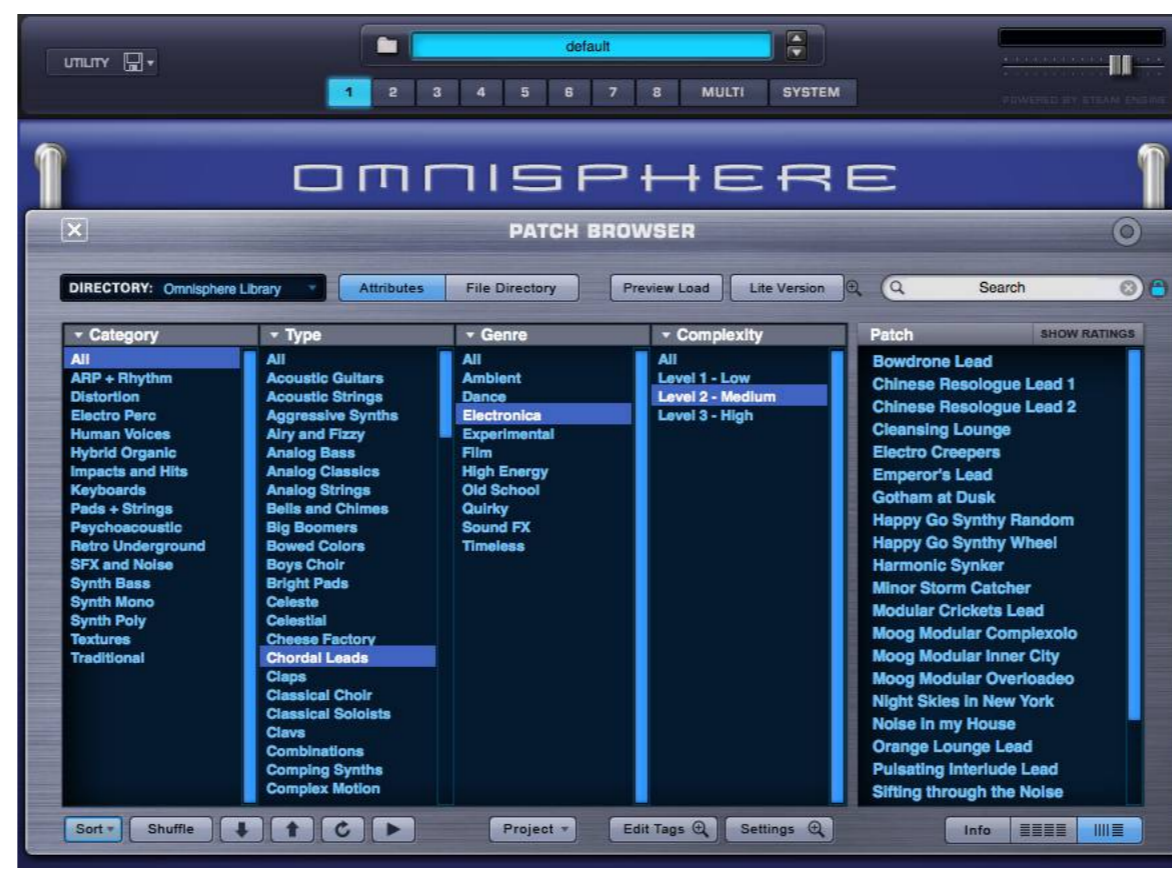 UTILITY
default
1 2 3 4 5 6 7 8 MULTI SYSTEM
POWERED BY STEAM ENGINE
OMNISPHERE
PATCH BROWSER
DIRECTORY: Omnisphere Library
Attributes
File Directory
Preview Load
Lite Version
Search
Category
All
ARP + Rhythm
Distortion
Electro Perc
Human Voices
Hybrid Organic
Impacts and Hits
Keyboards
Pads + Strings
Psychoacoustic
Retro Underground
SFX and Noise
Synth Bass
Synth Mono
Synth Poly
Textures
Traditional
Type
All
Acoustic Guitars
Acoustic Strings
Aggressive Synths
Airy and Fizzy
Analog Bass
Analog Classics
Analog Strings
Bells and Chimes
Big Boomers
Bowed Colors
Boys Choir
Bright Pads
Celeste
Celestial
Cheese Factory
Chordal Leads
Claps
Classical Choir
Classical Soloists
Clavs
Combinations
Comping Synths
Complex Motion
Genre
All
Ambient
Dance
Electronica
Experimental
Film
High Energy
Old School
Quirky
Sound FX
Timeless
Complexity
All
Level 1 - Low
Level 2 - Medium
Level 3 - High
Patch
SHOW RATINGS
Bowdrone Lead
Chinese Resologue Lead 1
Chinese Resologue Lead 2
Cleansing Lounge
Electro Creepers
Emperor's Lead
Gotham at Dusk
Happy Go Synthy Random
Happy Go Synthy Wheel
Harmonic Synker
Minor Storm Catcher
Modular Crickets Lead
Moog Modular Complexolo
Moog Modular Inner City
Moog Modular Overloadeo
Night Skies in New York
Noise in my House
Orange Lounge Lead
Pulsating Interlude Lead
Sifting through the Noise
Sort
Shuffle
Project
Edit Tags
Settings
Info